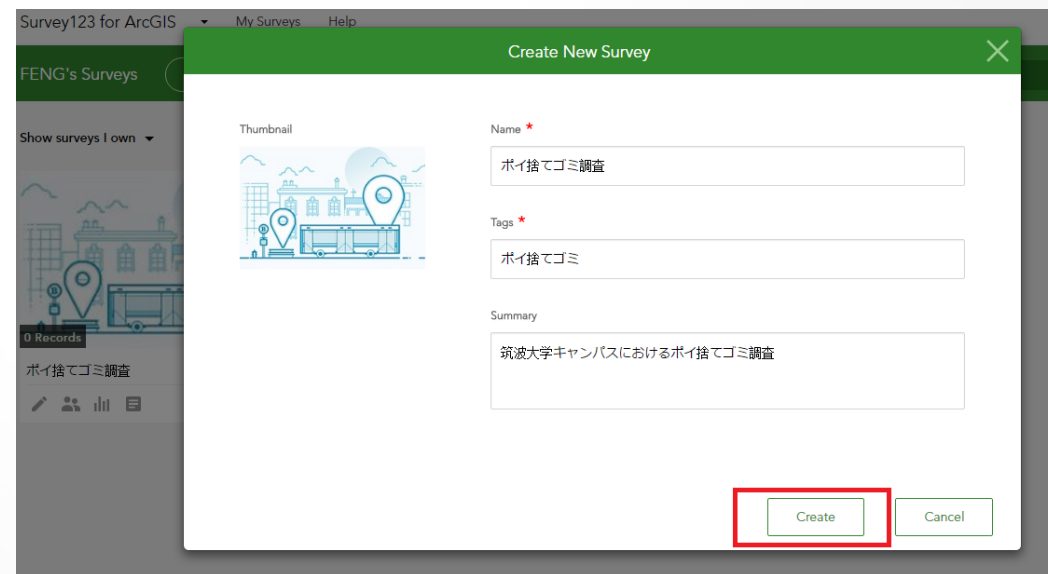 Survey123 for ArcGIS My Surveys Help
FENG's Surveys
Show surveys I own
0 Records
ポイ捨てゴミ調査
Create New Survey
Thumbnail
Name *
ポイ捨てゴミ調査
Tags *
ポイ捨てゴミ
Summary
筑波大学キャンパスにおけるポイ捨てゴミ調査
Create Cancel